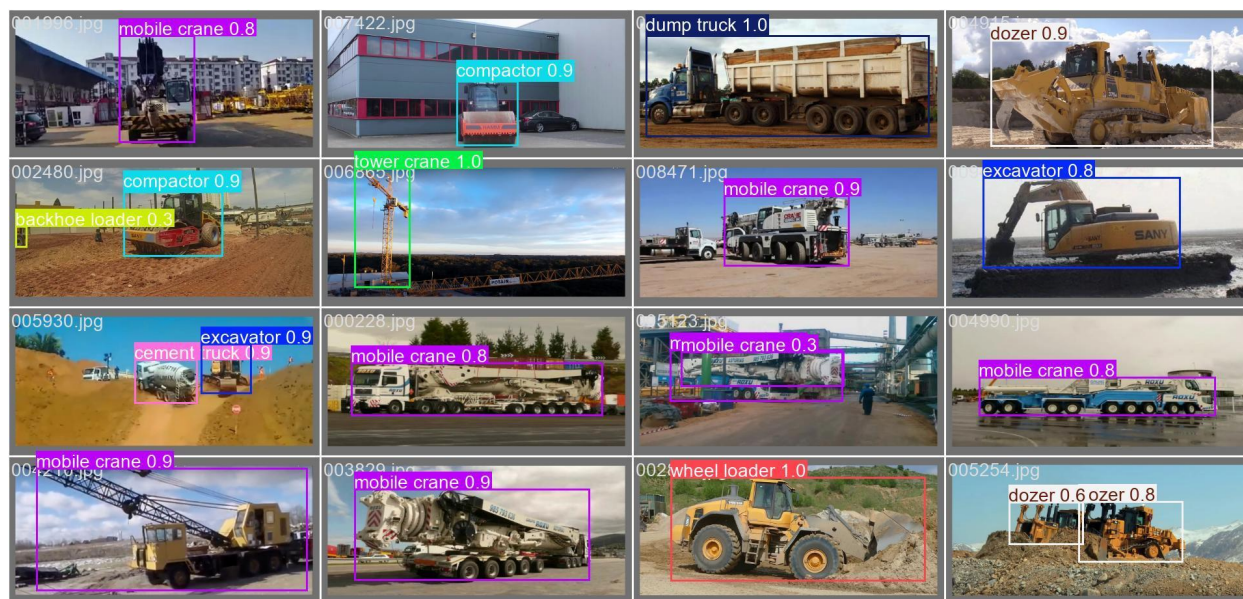 mobile crane 0.8
007422.jpg
compactor 0.9
dump truck 1.0
dozer 0.9
002480.jpg
compactor 0.9
backhoe loader 0.3
tower crane 1.0
008471.jpg
mobile crane 0.9
excavator 0.8
SANY
005930.jpg
excavator 0.9
cement truck 0.9
000228.jpg
mobile crane 0.8
mobile crane 0.3
004990.jpg
mobile crane 0.8
ROXU
mobile crane 0.9
003829.jpg
mobile crane 0.9
ROXU
wheel loader 1.0
005254.jpg
dozer 0.6
ozer 0.8